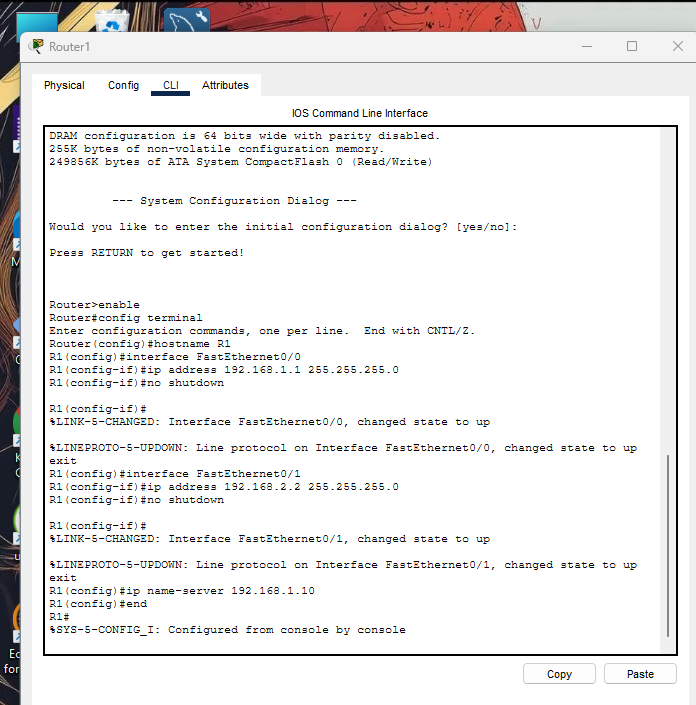 Router1
Physical Config CLI Attributes
IOS Command Line Interface
DRAM configuration is 64 bits wide with parity disabled.
255K bytes of non-volatile configuration memory.
249856K bytes of ATA System CompactFlash 0 (Read/Write)
--- System Configuration Dialog ---
Would you like to enter the initial configuration dialog? [yes/no]:
Press RETURN to get started!
Router>enable
Router#config terminal
Enter configuration commands, one per line.  End with CNTL/Z.
Router(config)#hostname R1
R1(config)#interface FastEthernet0/0
R1(config-if)#ip address 192.168.1.1 255.255.255.0
R1(config-if)#no shutdown
R1(config-if)#
%LINK-5-CHANGED: Interface FastEthernet0/0, changed state to up
%LINEPROTO-5-UPDOWN: Line protocol on Interface FastEthernet0/0, changed state to up
exit
R1(config)#interface FastEthernet0/1
R1(config-if)#ip address 192.168.2.2 255.255.255.0
R1(config-if)#no shutdown
R1(config-if)#
%LINK-5-CHANGED: Interface FastEthernet0/1, changed state to up
%LINEPROTO-5-UPDOWN: Line protocol on Interface FastEthernet0/1, changed state to up
exit
R1(config)#ip name-server 192.168.1.10
R1(config)#end
R1#
%SYS-5-CONFIG_I: Configured from console by console
Copy Paste
for